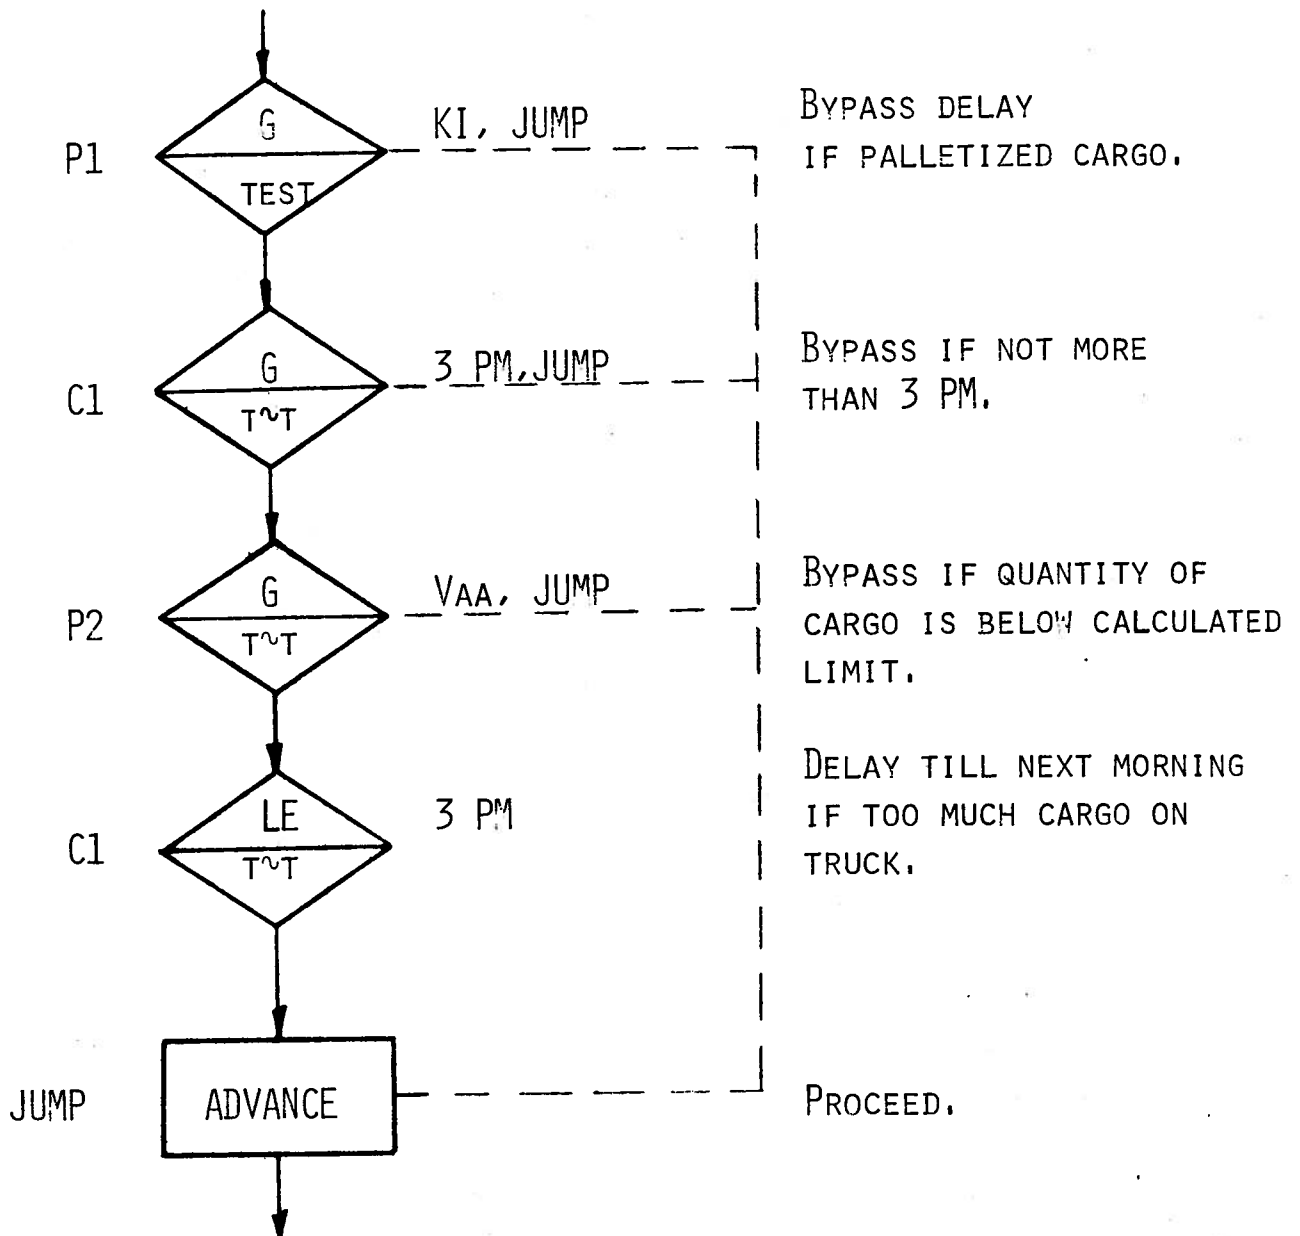 G
P1
KI, JUMP
TEST
BYPASS DELAY
IF PALLETIZED CARGO.
G
C1
3 PM, JUMP
T~T
BYPASS IF NOT MORE
THAN 3 PM.
G
P2
VAA, JUMP
T~T
BYPASS IF QUANTITY OF
CARGO IS BELOW CALCULATED
LIMIT.
LE
C1
3 PM
T~T
DELAY TILL NEXT MORNING
IF TOO MUCH CARGO ON
TRUCK.
JUMP
ADVANCE
PROCEED.